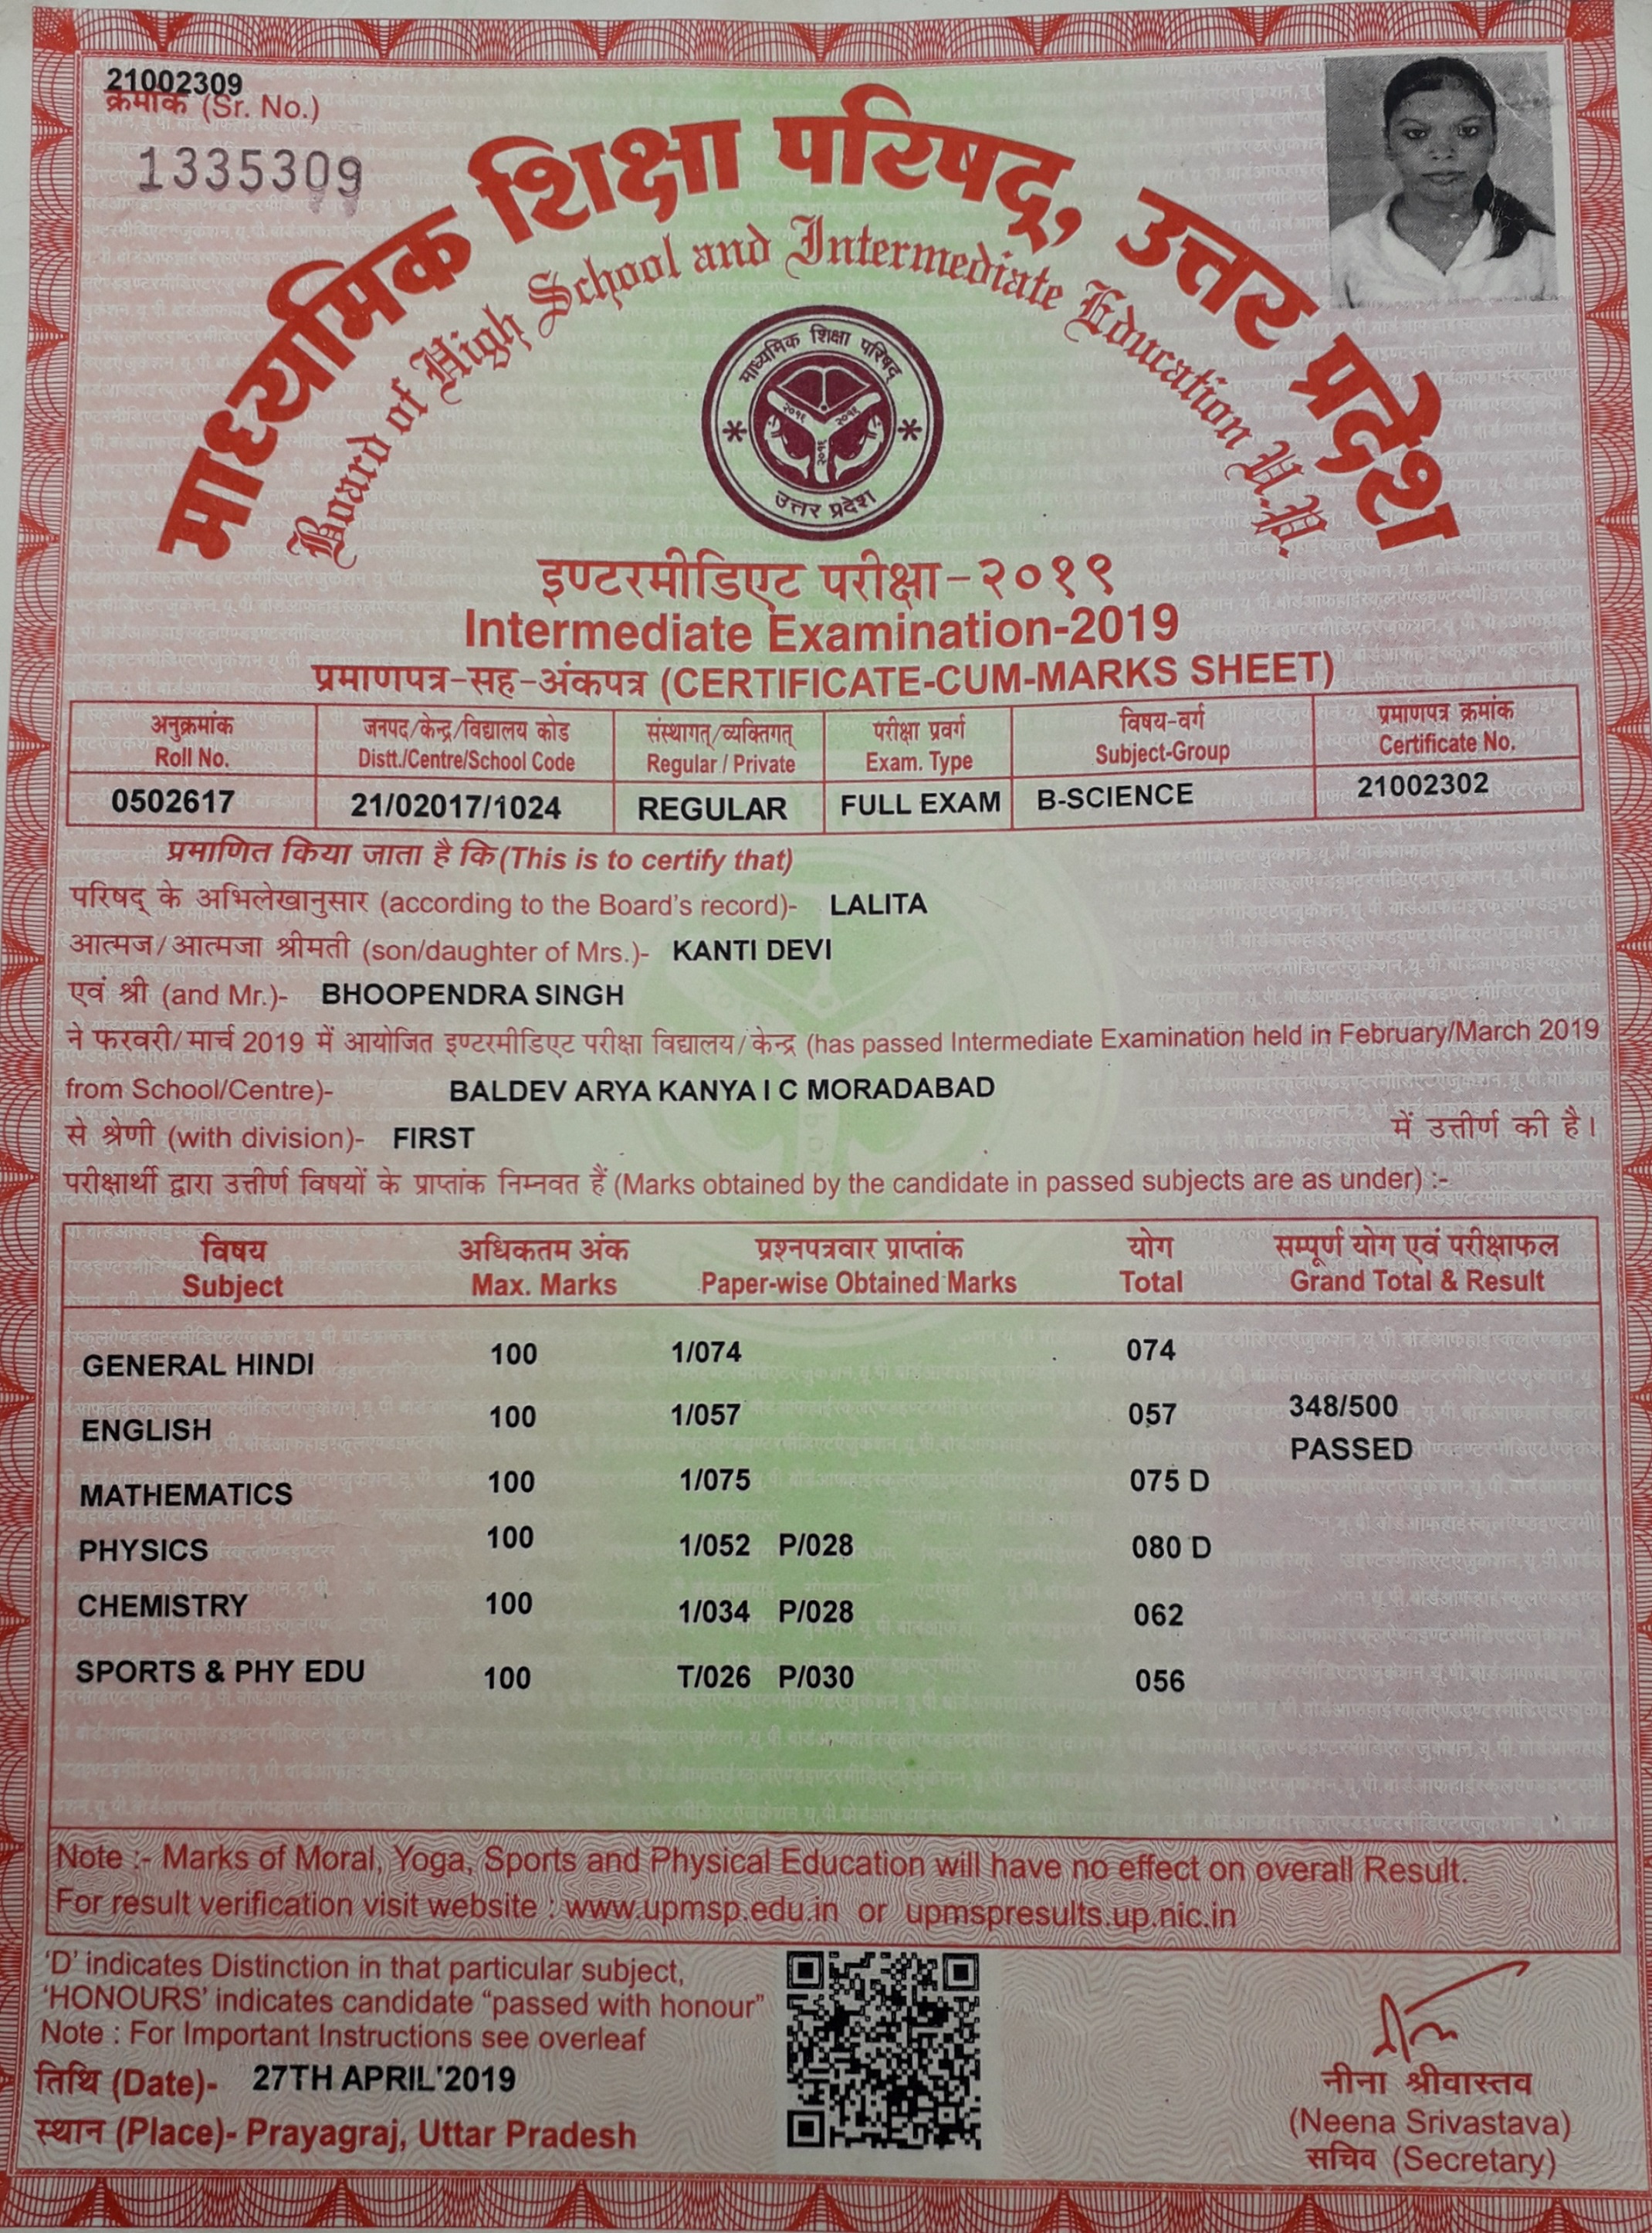 21002309
क्रमांक (Sr. No.)
1335309
माध्यमिक शिक्षा परिषद्, उत्तर प्रदेश
Board of High School and Intermediate Education U.P.
माध्यमिक शिक्षा परिषद्
उत्तर प्रदेश
इण्टरमीडिएट परीक्षा-२०१९
Intermediate Examination-2019
प्रमाणपत्र-सह-अंकपत्र (CERTIFICATE-CUM-MARKS SHEET)
अनुक्रमांक जनपद/केन्द्र/विद्यालय कोड संस्थागत्/व्यक्तिगत् परीक्षा प्रवर्ग विषय-वर्ग प्रमाणपत्र क्रमांक
Roll No. Distt./Centre/School Code Regular / Private Exam. Type Subject-Group Certificate No.
0502617 21/02017/1024 REGULAR FULL EXAM B-SCIENCE 21002302
प्रमाणित किया जाता है कि (This is to certify that)
परिषद् के अभिलेखानुसार (according to the Board's record)- LALITA
आत्मज/आत्मजा श्रीमती (son/daughter of Mrs.)- KANTI DEVI
एवं श्री (and Mr.)- BHOOPENDRA SINGH
ने फरवरी/मार्च 2019 में आयोजित इण्टरमीडिएट परीक्षा विद्यालय/केन्द्र (has passed Intermediate Examination held in February/March 2019
from School/Centre)- BALDEV ARYA KANYA I C MORADABAD
से श्रेणी (with division)- FIRST में उत्तीर्ण की है।
परीक्षार्थी द्वारा उत्तीर्ण विषयों के प्राप्तांक निम्नवत हैं (Marks obtained by the candidate in passed subjects are as under) :-
विषय अधिकतम अंक प्रश्नपत्रवार प्राप्तांक योग सम्पूर्ण योग एवं परीक्षाफल
Subject Max. Marks Paper-wise Obtained Marks Total Grand Total & Result
GENERAL HINDI 100 1/074 074
ENGLISH 100 1/057 057 348/500
PASSED
MATHEMATICS 100 1/075 075 D
PHYSICS 100 1/052 P/028 080 D
CHEMISTRY 100 1/034 P/028 062
SPORTS & PHY EDU 100 T/026 P/030 056
Note :- Marks of Moral, Yoga, Sports and Physical Education will have no effect on overall Result.
For result verification visit website : www.upmsp.edu.in or upmspresults.up.nic.in
'D' indicates Distinction in that particular subject,
'HONOURS' indicates candidate "passed with honour"
Note : For Important Instructions see overleaf
तिथि (Date)- 27TH APRIL'2019
स्थान (Place)- Prayagraj, Uttar Pradesh
नीना श्रीवास्तव
(Neena Srivastava)
सचिव (Secretary)